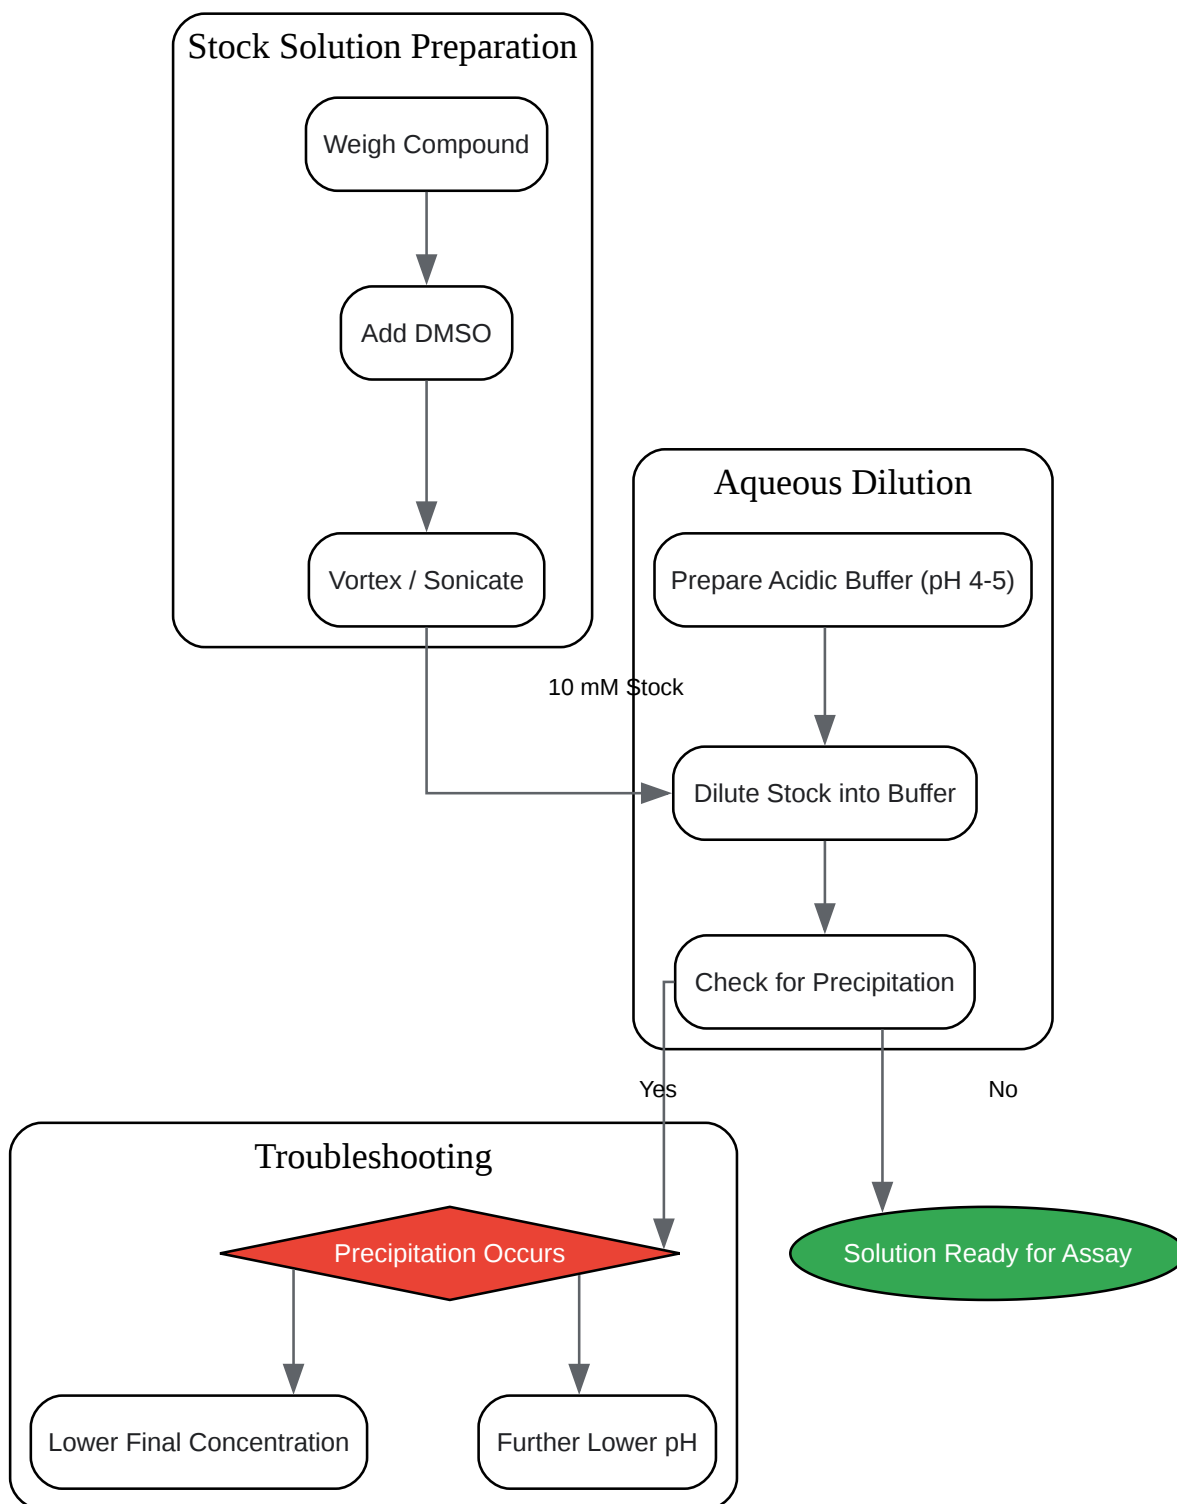 Stock Solution Preparation
Weigh Compound
Add DMSO
Vortex / Sonicate
Aqueous Dilution
Prepare Acidic Buffer (pH 4-5)
10 mM Stock
Dilute Stock into Buffer
Check for Precipitation
Yes
No
Troubleshooting
Precipitation Occurs
Solution Ready for Assay
Lower Final Concentration
Further Lower pH